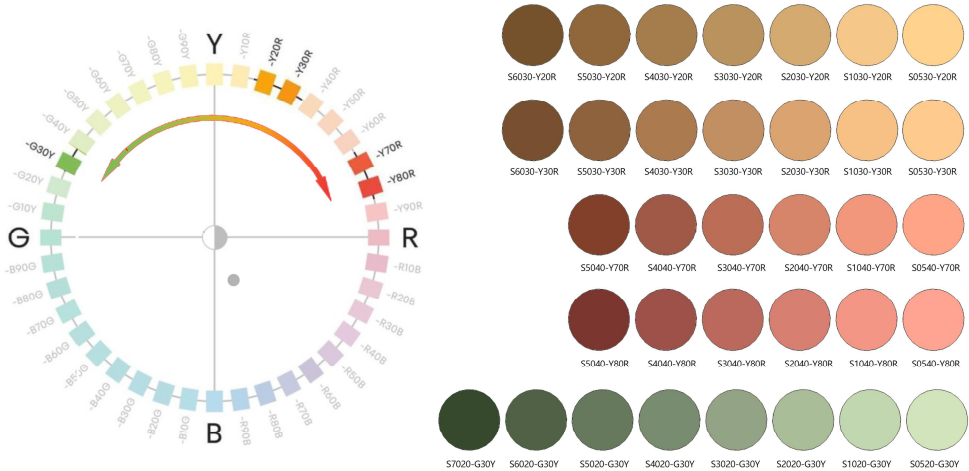 Y
-G90Y
-G80Y
-G70Y
-G60Y
-G50Y
-G40Y
-G30Y
-G20Y
-G10Y
G
-B90G
-B80G
-B70G
-B60G
-B50G
-B40G
-B30G
-B20G
-B10G
B
-R90B
-R80B
-R70B
-R60B
-R50B
-R40B
-R30B
-R20B
-R10B
R
-Y90R
-Y80R
-Y70R
-Y60R
-Y50R
-Y40R
-Y30R
-Y20R
-Y10R
S6030-Y20R S5030-Y20R S4030-Y20R S3030-Y20R S2030-Y20R S1030-Y20R S0530-Y20R
S6030-Y30R S5030-Y30R S4030-Y30R S3030-Y30R S2030-Y30R S1030-Y30R S0530-Y30R
S5040-Y70R S4040-Y70R S3040-Y70R S2040-Y70R S1040-Y70R S0540-Y70R
S5040-Y80R S4040-Y80R S3040-Y80R S2040-Y80R S1040-Y80R S0540-Y80R
S7020-G30Y S6020-G30Y S5020-G30Y S4020-G30Y S3020-G30Y S2020-G30Y S1020-G30Y S0520-G30Y